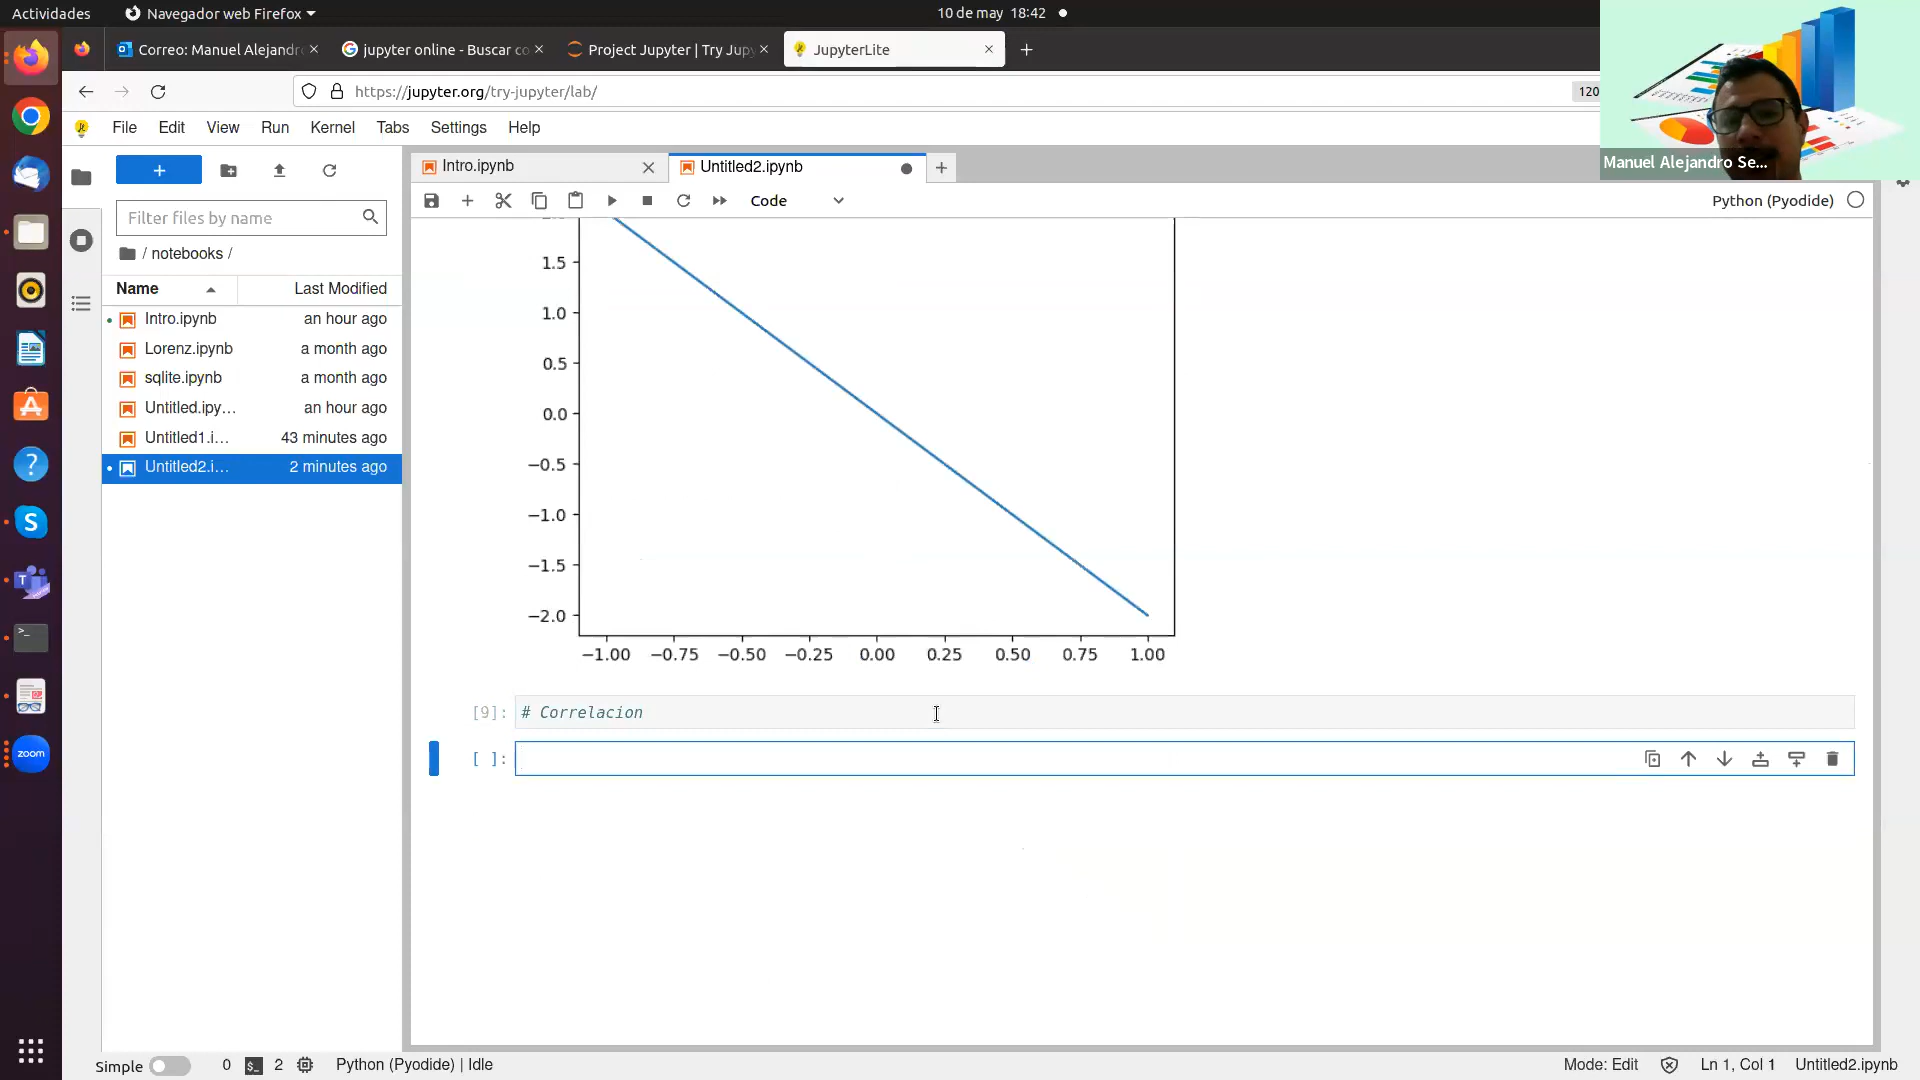 Actividades
Navegador web Firefox
10 de may 18:42
Correo: Manuel Alejandr
jupyter online - Buscar co
Project Jupyter | Try Jupy
JupyterLite
https://jupyter.org/try-jupyter/lab/
120
File Edit View Run Kernel Tabs Settings Help
Manuel Alejandro Se...
Intro.ipynb
Untitled2.ipynb
Code
Python (Pyodide)
Filter files by name
/ notebooks /
Name Last Modified
Intro.ipynb an hour ago
Lorenz.ipynb a month ago
sqlite.ipynb a month ago
Untitled.ipy... an hour ago
Untitled1.i... 43 minutes ago
Untitled2.i... 2 minutes ago
1.5
1.0
0.5
0.0
−0.5
−1.0
−1.5
−2.0
−1.00 −0.75 −0.50 −0.25 0.00 0.25 0.50 0.75 1.00
[9]: # Correlacion
[ ]:
zoom
Simple 0 2 Python (Pyodide) | Idle
Mode: Edit Ln 1, Col 1 Untitled2.ipynb